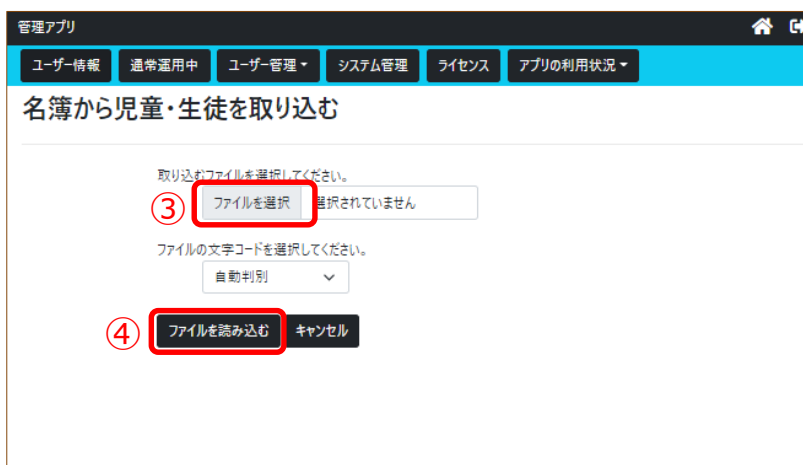 管理アプリ
ユーザー情報 通常運用中 ユーザー管理 システム管理 ライセンス アプリの利用状況
名簿から児童・生徒を取り込む
取り込むファイルを選択してください。
③ ファイルを選択 選択されていません
ファイルの文字コードを選択してください。
自動判別
④ ファイルを読み込む キャンセル